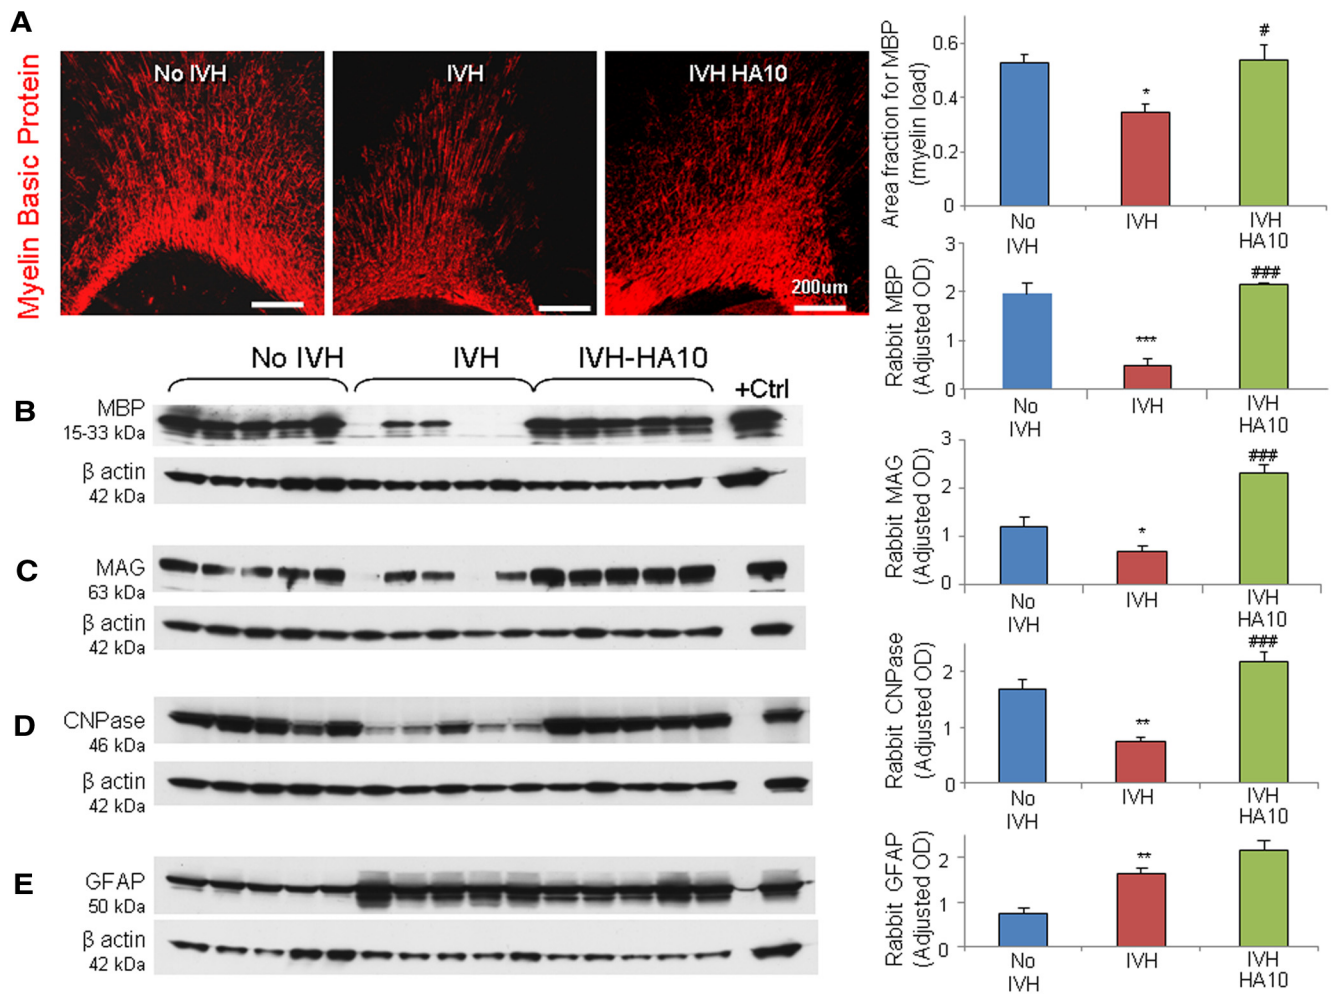 A
Myelin Basic Protein
No IVH
IVH
IVH HA10
200um
Area fraction for MBP
(myelin load)
0.6
0.4
0.2
0
*
#
No
IVH
IVH
IVH
HA10
No IVH
IVH
IVH-HA10
+Ctrl
B
MBP
15-33 kDa
β actin
42 kDa
Rabbit MBP
(Adjusted OD)
3
2
1
0
***
###
No
IVH
IVH
IVH
HA10
C
MAG
63 kDa
β actin
42 kDa
Rabbit MAG
(Adjusted OD)
3
2
1
0
*
###
No
IVH
IVH
IVH
HA10
D
CNPase
46 kDa
β actin
42 kDa
Rabbit CNPase
(Adjusted OD)
2
1
0
**
###
No
IVH
IVH
IVH
HA10
E
GFAP
50 kDa
β actin
42 kDa
Rabbit GFAP
(Adjusted OD)
2
1
0
**
No
IVH
IVH
IVH
HA10